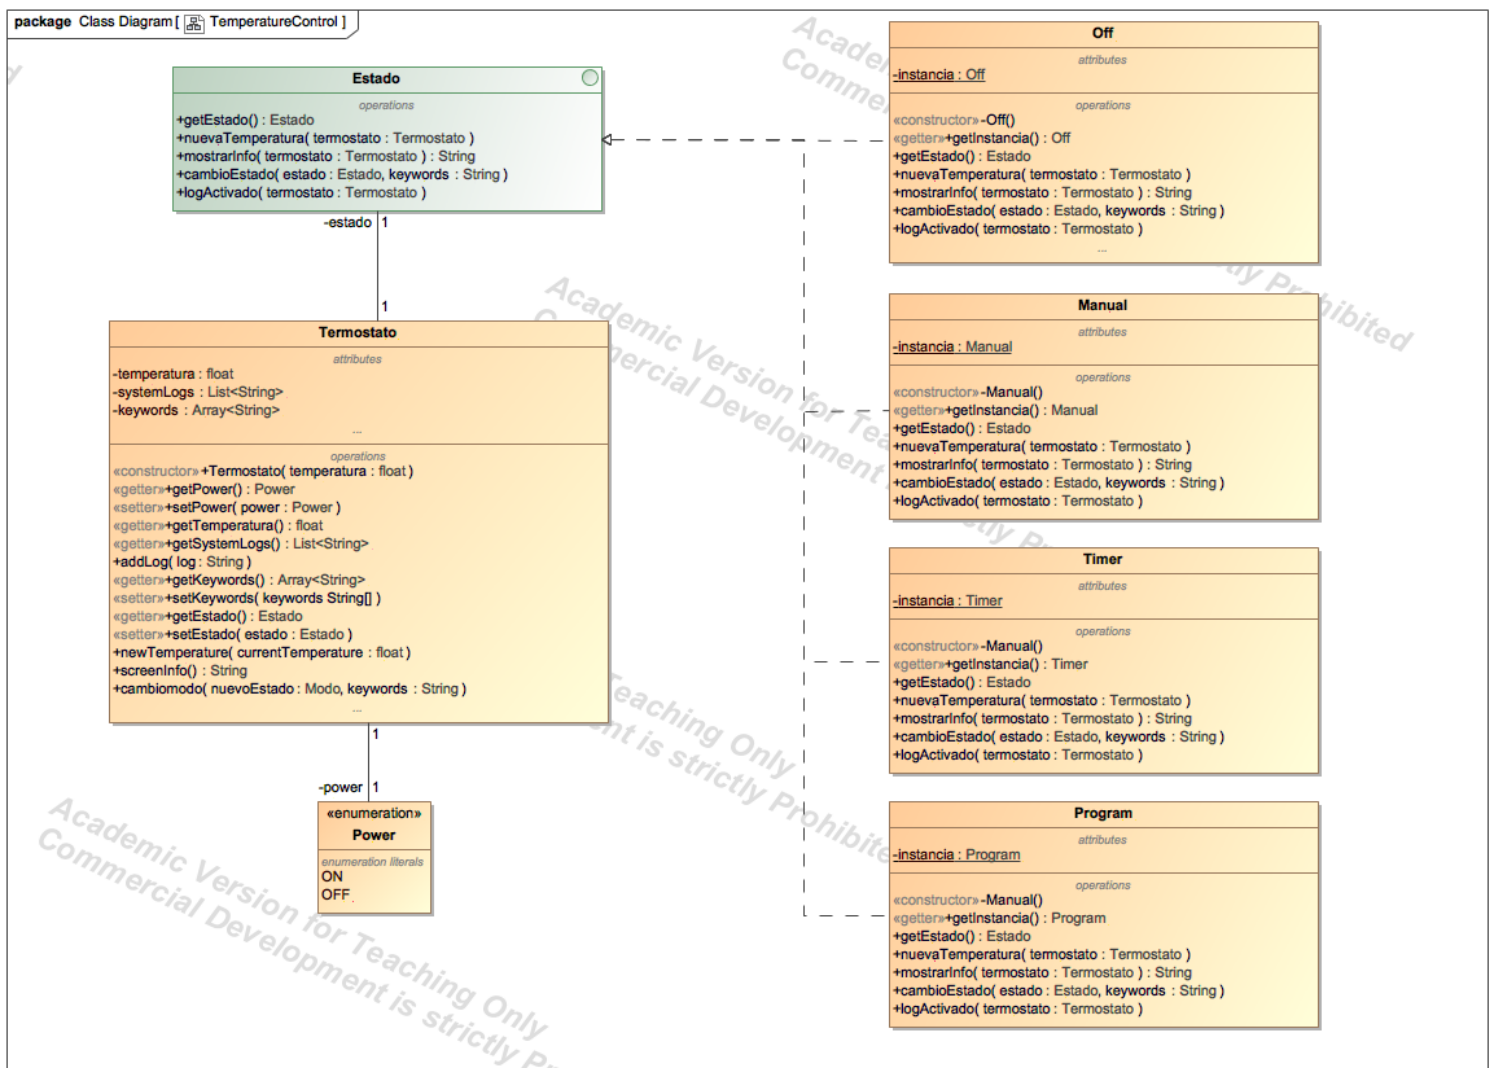 package Class Diagram [ TemperatureControl ]
Estado
operations
+getEstado() : Estado
+nuevaTemperatura( termostato : Termostato )
+mostrarInfo( termostato : Termostato ) : String
+cambioEstado( estado : Estado, keywords : String )
+logActivado( termostato : Termostato )
-estado 1
1
Termostato
attributes
-temperatura : float
-systemLogs : List<String>
-keywords : Array<String>
...
operations
«constructor»+Termostato( temperatura : float )
«getter»+getPower() : Power
«setter»+setPower( power : Power )
«getter»+getTemperatura() : float
«getter»+getSystemLogs() : List<String>
+addLog( log : String )
«getter»+getKeywords() : Array<String>
«setter»+setKeywords( keywords String[] )
«getter»+getEstado() : Estado
«setter»+setEstado( estado : Estado )
+newTemperature( currentTemperature : float )
+screenInfo() : String
+cambiomodo( nuevoEstado : Modo, keywords : String )
...
1
-power 1
«enumeration»
Power
enumeration literals
ON
OFF
Off
attributes
-instancia : Off
operations
«constructor»-Off()
«getter»+getInstancia() : Off
+getEstado() : Estado
+nuevaTemperatura( termostato : Termostato )
+mostrarInfo( termostato : Termostato ) : String
+cambioEstado( estado : Estado, keywords : String )
+logActivado( termostato : Termostato )
...
Manual
attributes
-instancia : Manual
operations
«constructor»-Manual()
«getter»+getInstancia() : Manual
+getEstado() : Estado
+nuevaTemperatura( termostato : Termostato )
+mostrarInfo( termostato : Termostato ) : String
+cambioEstado( estado : Estado, keywords : String )
+logActivado( termostato : Termostato )
Timer
attributes
-instancia : Timer
operations
«constructor»-Manual()
«getter»+getInstancia() : Timer
+getEstado() : Estado
+nuevaTemperatura( termostato : Termostato )
+mostrarInfo( termostato : Termostato ) : String
+cambioEstado( estado : Estado, keywords : String )
+logActivado( termostato : Termostato )
Program
attributes
-instancia : Program
operations
«constructor»-Manual()
«getter»+getInstancia() : Program
+getEstado() : Estado
+nuevaTemperatura( termostato : Termostato )
+mostrarInfo( termostato : Termostato ) : String
+cambioEstado( estado : Estado, keywords : String )
+logActivado( termostato : Termostato )
Academic Version for Teaching Only
Commercial Development is strictly